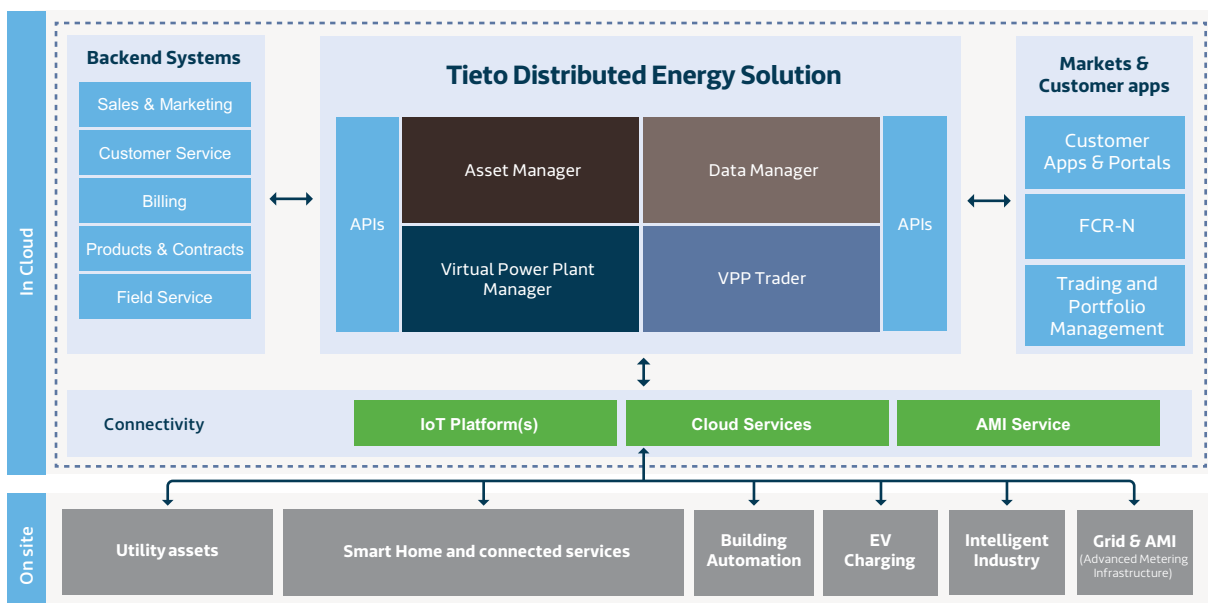 In Cloud
Backend Systems
Sales & Marketing
Customer Service
Billing
Products & Contracts
Field Service
Tieto Distributed Energy Solution
APIs
Asset Manager
Data Manager
Virtual Power Plant
Manager
VPP Trader
APIs
Markets &
Customer apps
Customer
Apps & Portals
FCR-N
Trading and
Portfolio
Management
Connectivity
IoT Platform(s)
Cloud Services
AMI Service
On site
Utility assets
Smart Home and connected services
Building
Automation
EV
Charging
Intelligent
Industry
Grid & AMI
(Advanced Metering
Infrastructure)